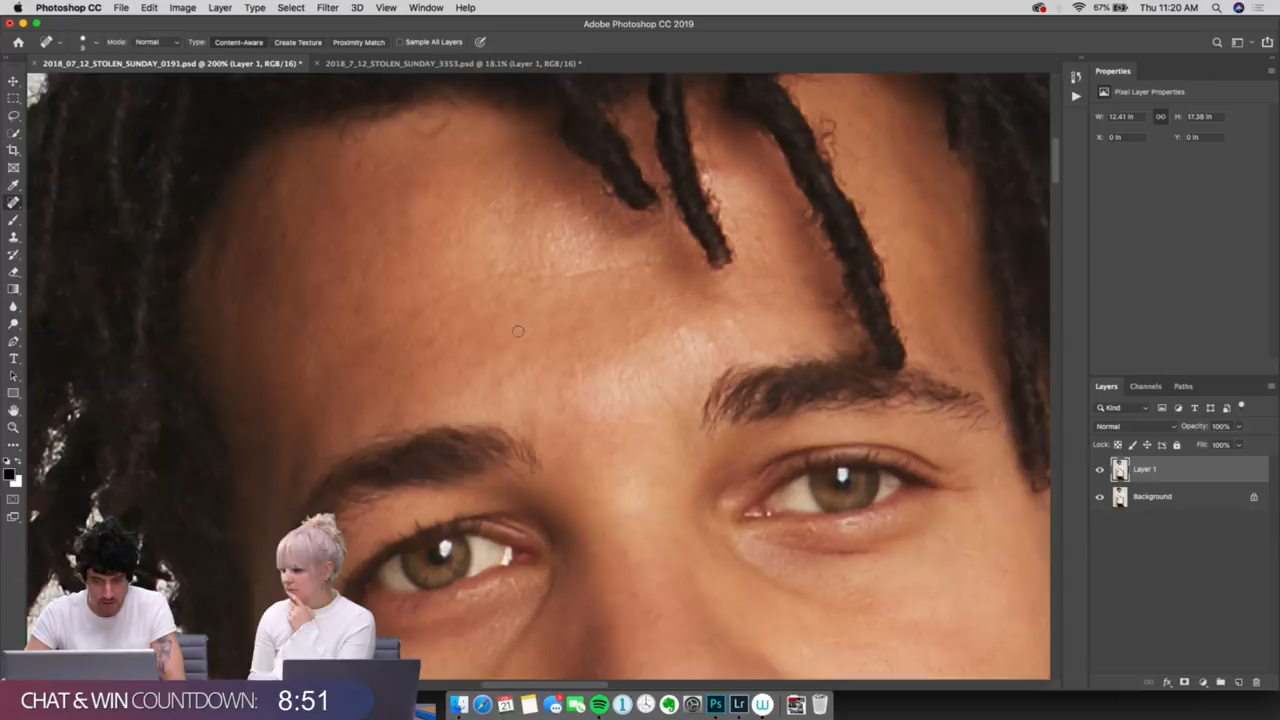 Photoshop CC File Edit Image Layer Type Select Filter 3D View Window Help 67% Thu 11:20 AM
Adobe Photoshop CC 2019
Mode: Normal Type: Content-Aware Create Texture Proximity Match Sample All Layers
2018_07_12_STOLEN_SUNDAY_0191.psd @ 200% (Layer 1, RGB/16) *
2018_7_12_STOLEN_SUNDAY_3353.psd @ 18.1% (Layer 1, RGB/16) *
Properties
Pixel Layer Properties
W: 12.41 in H: 17.38 in
X: 0 in Y: 0 in
Layers Channels Paths
Kind
Normal Opacity: 100%
Lock: Fill: 100%
Layer 1
Background
CHAT & WIN COUNTDOWN: 8:51